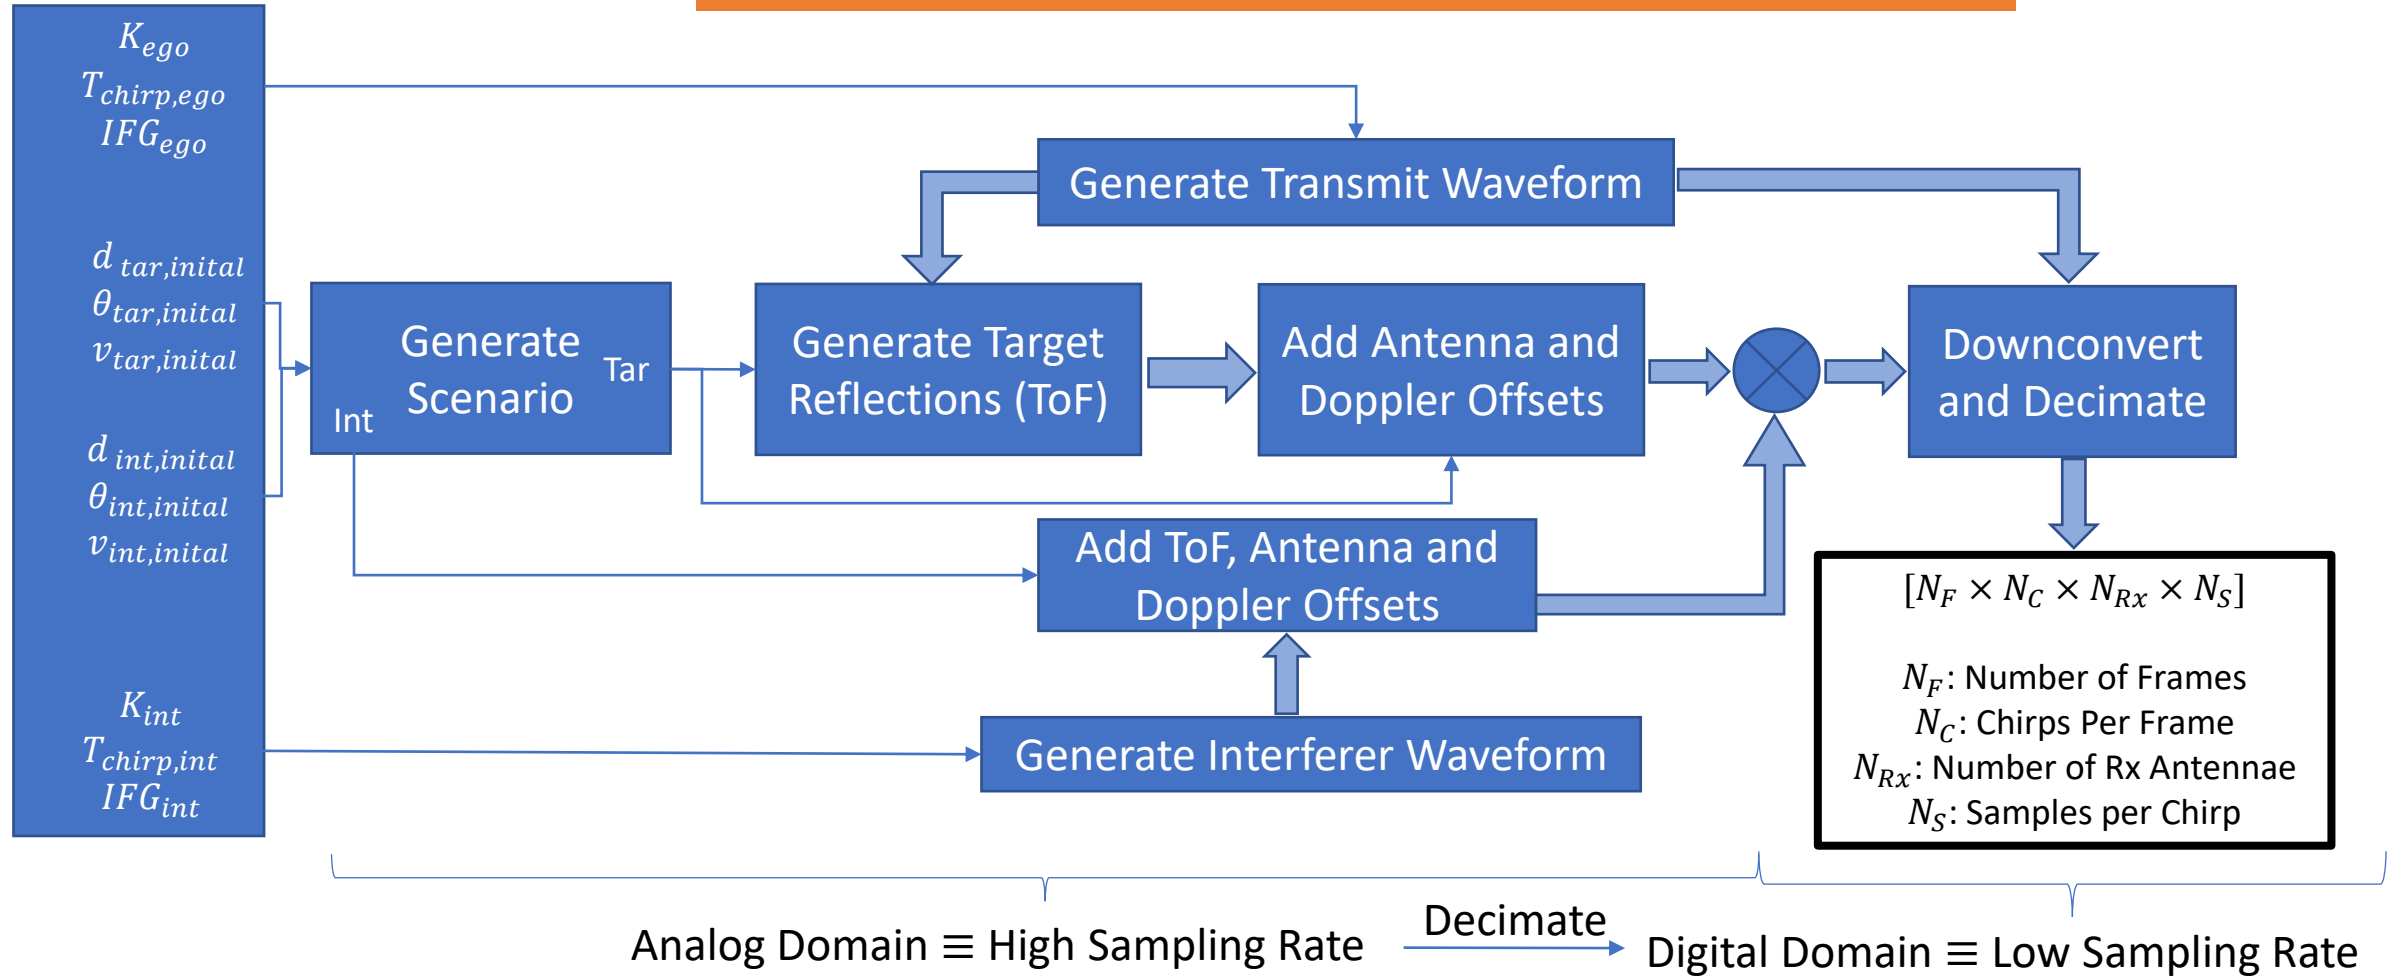 K_ego
T_chirp,ego
IFG_ego
d_tar,inital
θ_tar,inital
v_tar,inital
d_int,inital
θ_int,inital
v_int,inital
K_int
T_chirp,int
IFG_int
Generate
Scenario
Tar
Int
Generate Transmit Waveform
Generate Target
Reflections (ToF)
Add Antenna and
Doppler Offsets
Downconvert
and Decimate
Add ToF, Antenna and
Doppler Offsets
Generate Interferer Waveform
[N_F × N_C × N_Rx × N_S]
N_F: Number of Frames
N_C: Chirps Per Frame
N_Rx: Number of Rx Antennae
N_S: Samples per Chirp
Analog Domain ≡ High Sampling Rate
Decimate
Digital Domain ≡ Low Sampling Rate